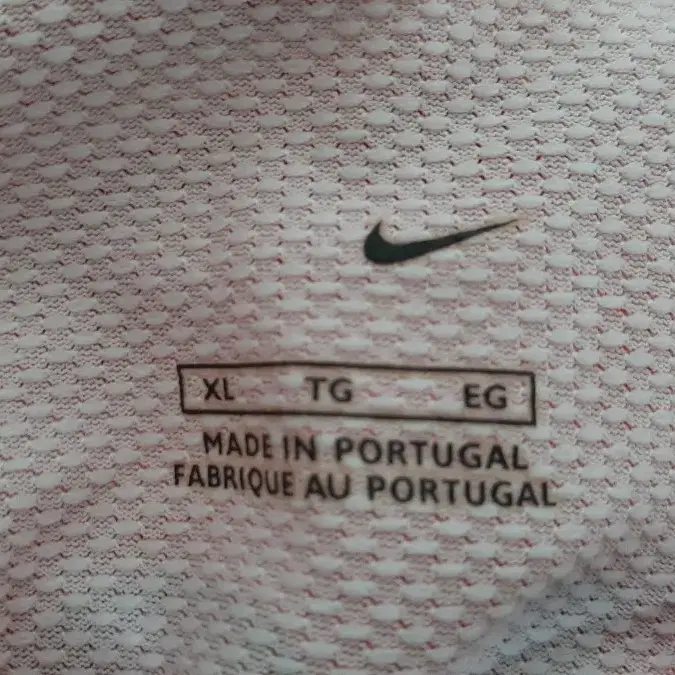 XL TG EG
MADE IN PORTUGAL
FABRIQUE AU PORTUGAL